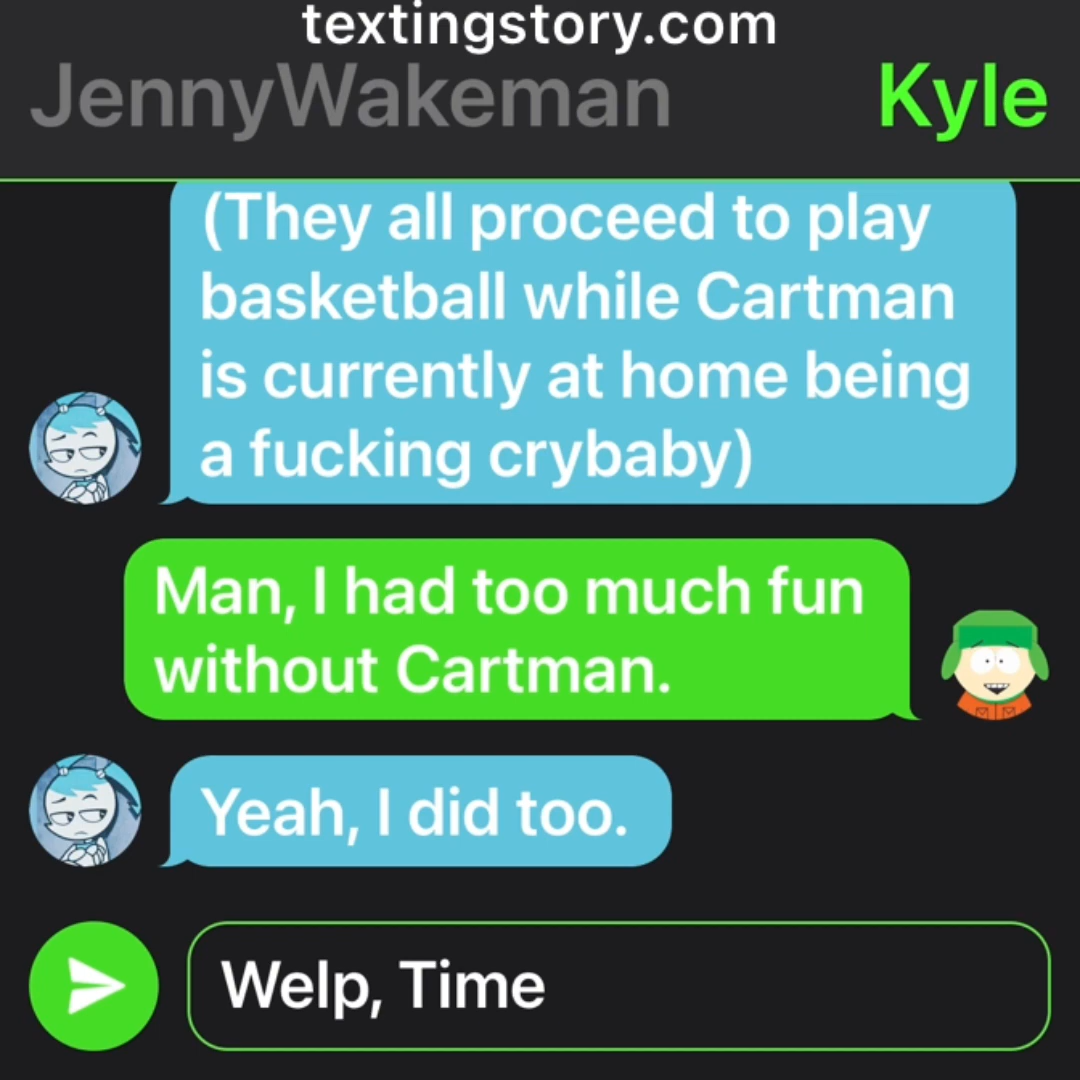 textingstory.com
JennyWakeman Kyle
(They all proceed to play
basketball while Cartman
is currently at home being
a fucking crybaby)
Man, I had too much fun
without Cartman.
Yeah, I did too.
Welp, Time